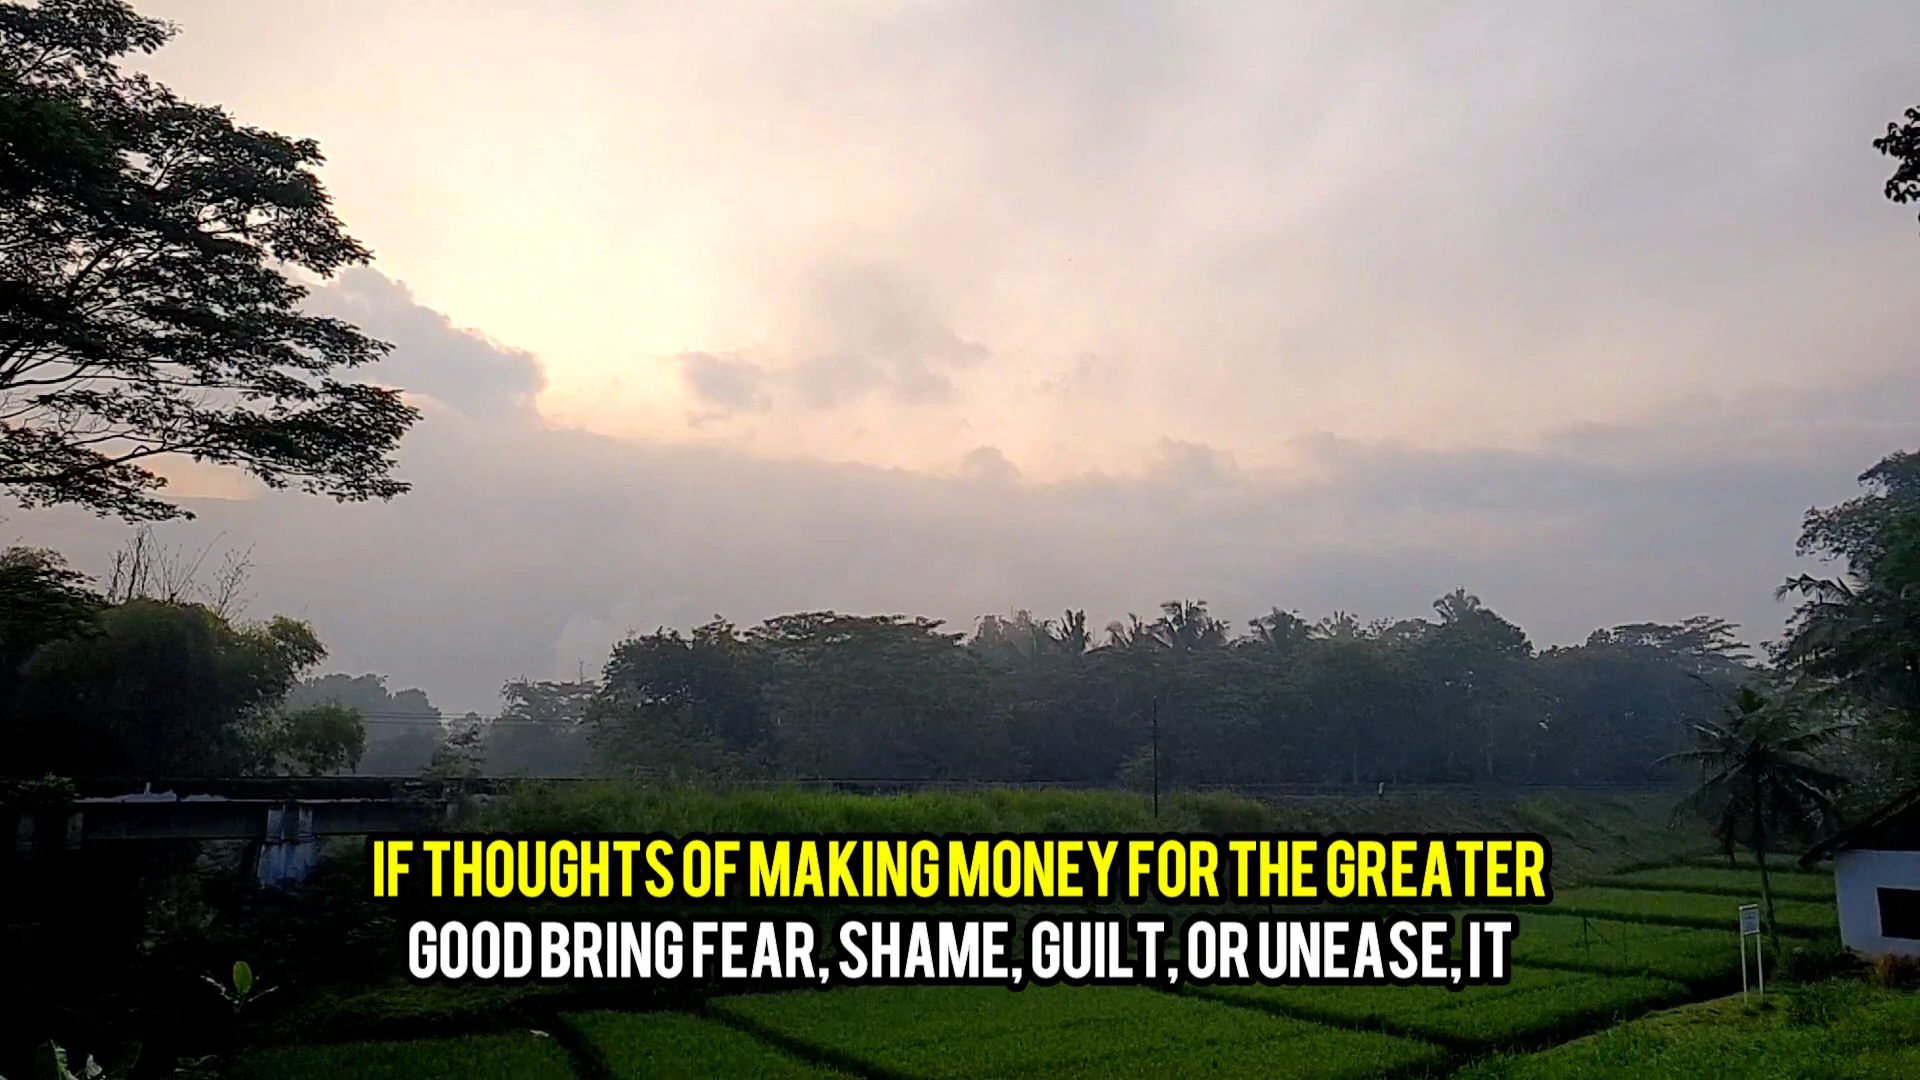 IF THOUGHTS OF MAKING MONEY FOR THE GREATER
GOOD BRING FEAR, SHAME, GUILT, OR UNEASE, IT